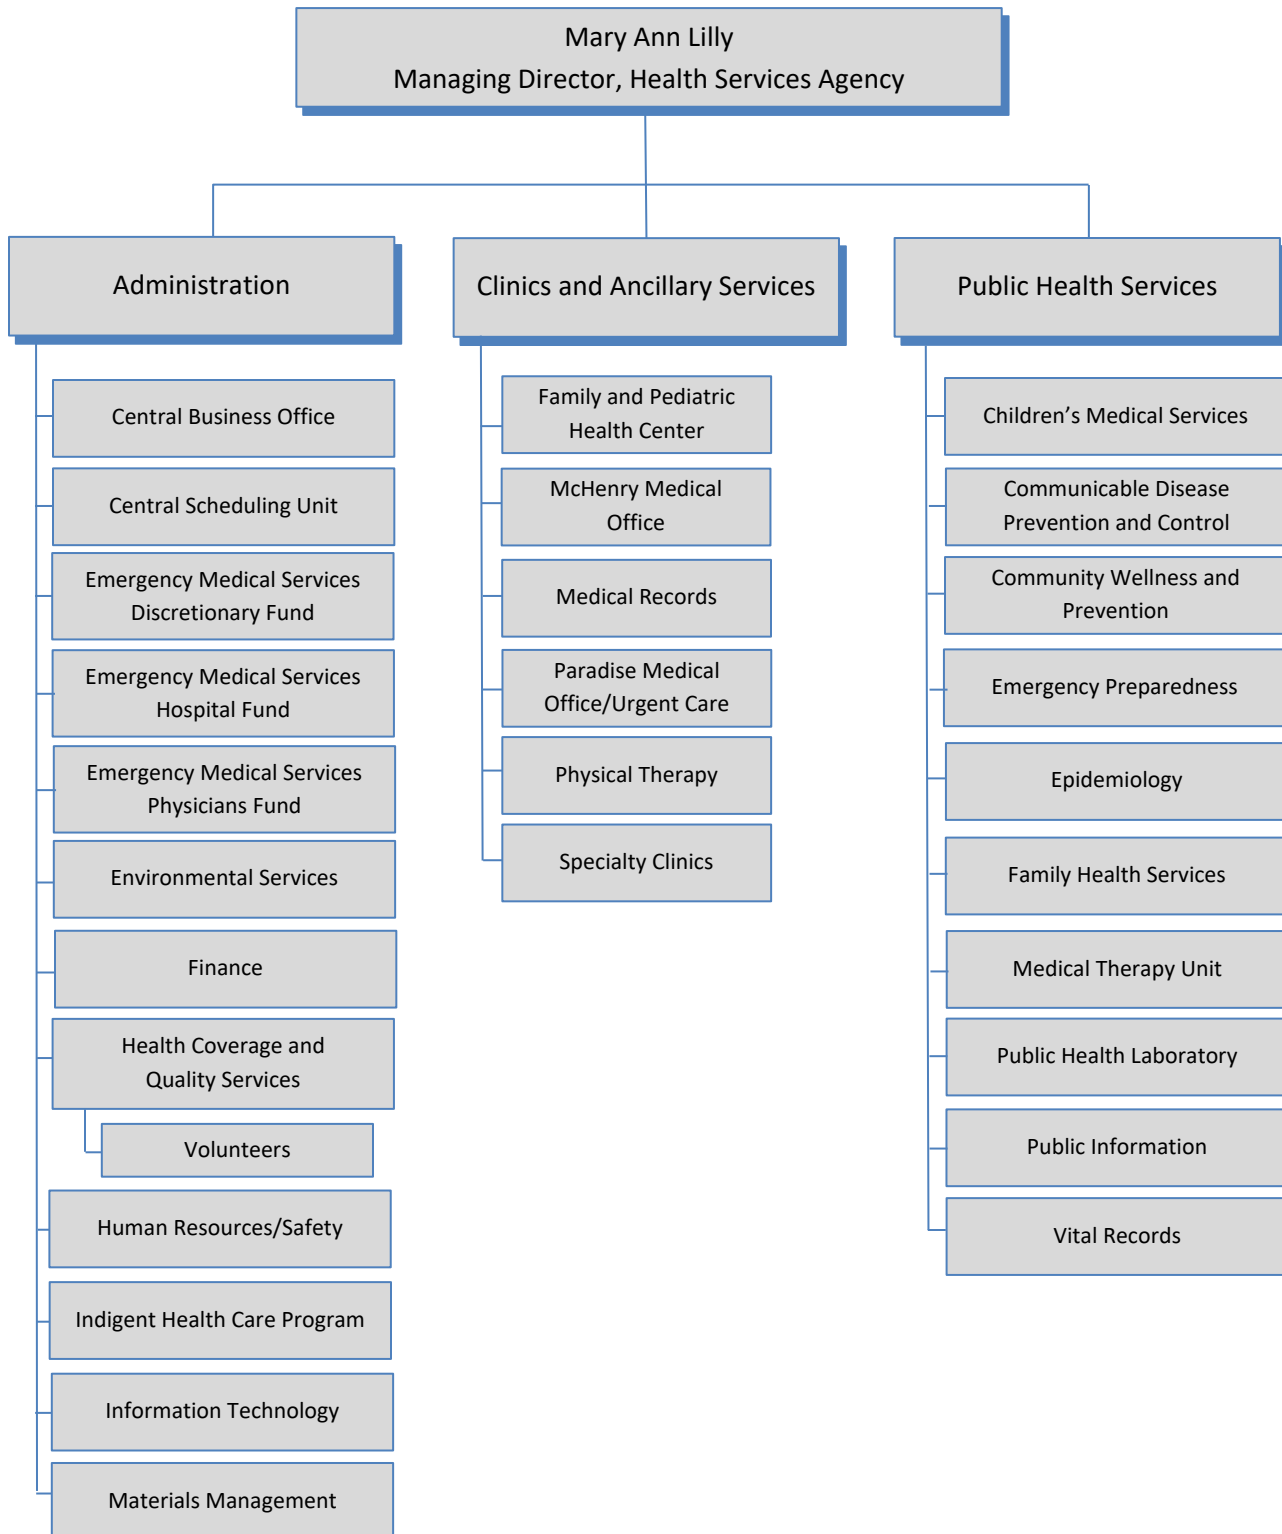 Mary Ann Lilly
Managing Director, Health Services Agency
Administration
Central Business Office
Central Scheduling Unit
Emergency Medical Services
Discretionary Fund
Emergency Medical Services
Hospital Fund
Emergency Medical Services
Physicians Fund
Environmental Services
Finance
Health Coverage and
Quality Services
Volunteers
Human Resources/Safety
Indigent Health Care Program
Information Technology
Materials Management
Clinics and Ancillary Services
Family and Pediatric
Health Center
McHenry Medical
Office
Medical Records
Paradise Medical
Office/Urgent Care
Physical Therapy
Specialty Clinics
Public Health Services
Children’s Medical Services
Communicable Disease
Prevention and Control
Community Wellness and
Prevention
Emergency Preparedness
Epidemiology
Family Health Services
Medical Therapy Unit
Public Health Laboratory
Public Information
Vital Records